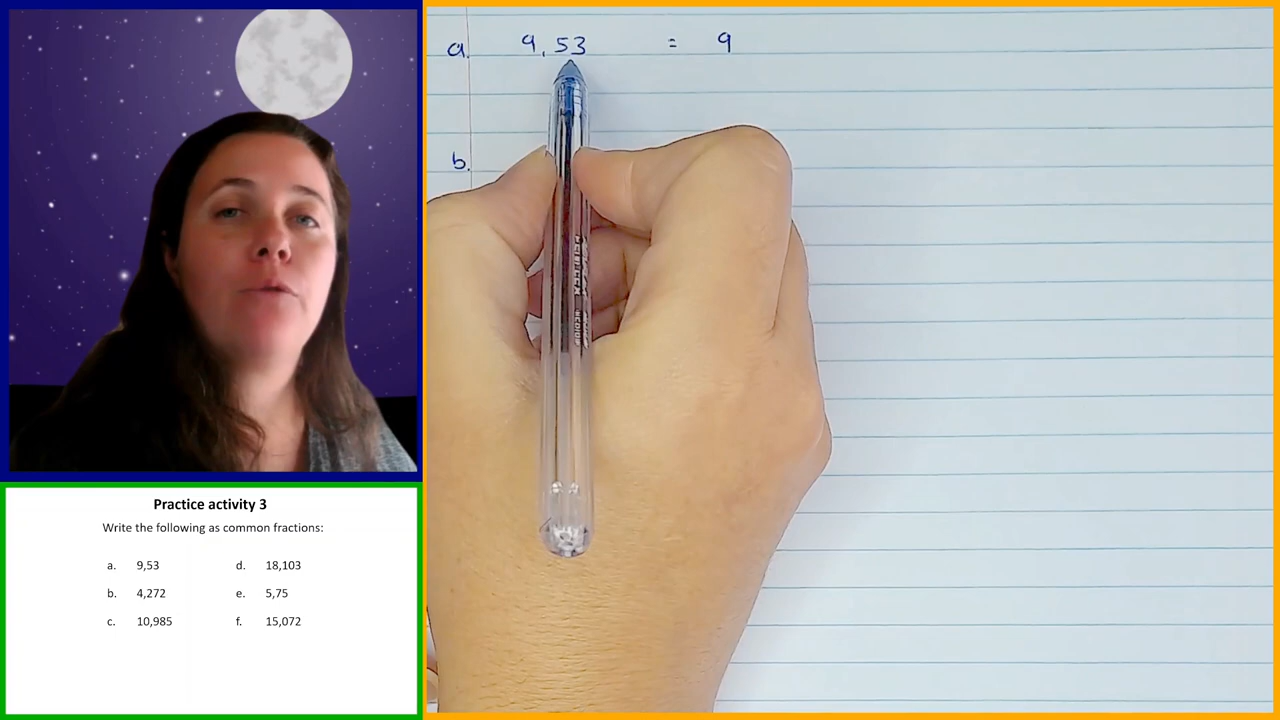 a. 9,53 = 9
b.
Practice activity 3
Write the following as common fractions:
a. 9,53 d. 18,103
b. 4,272 e. 5,75
c. 10,985 f. 15,072